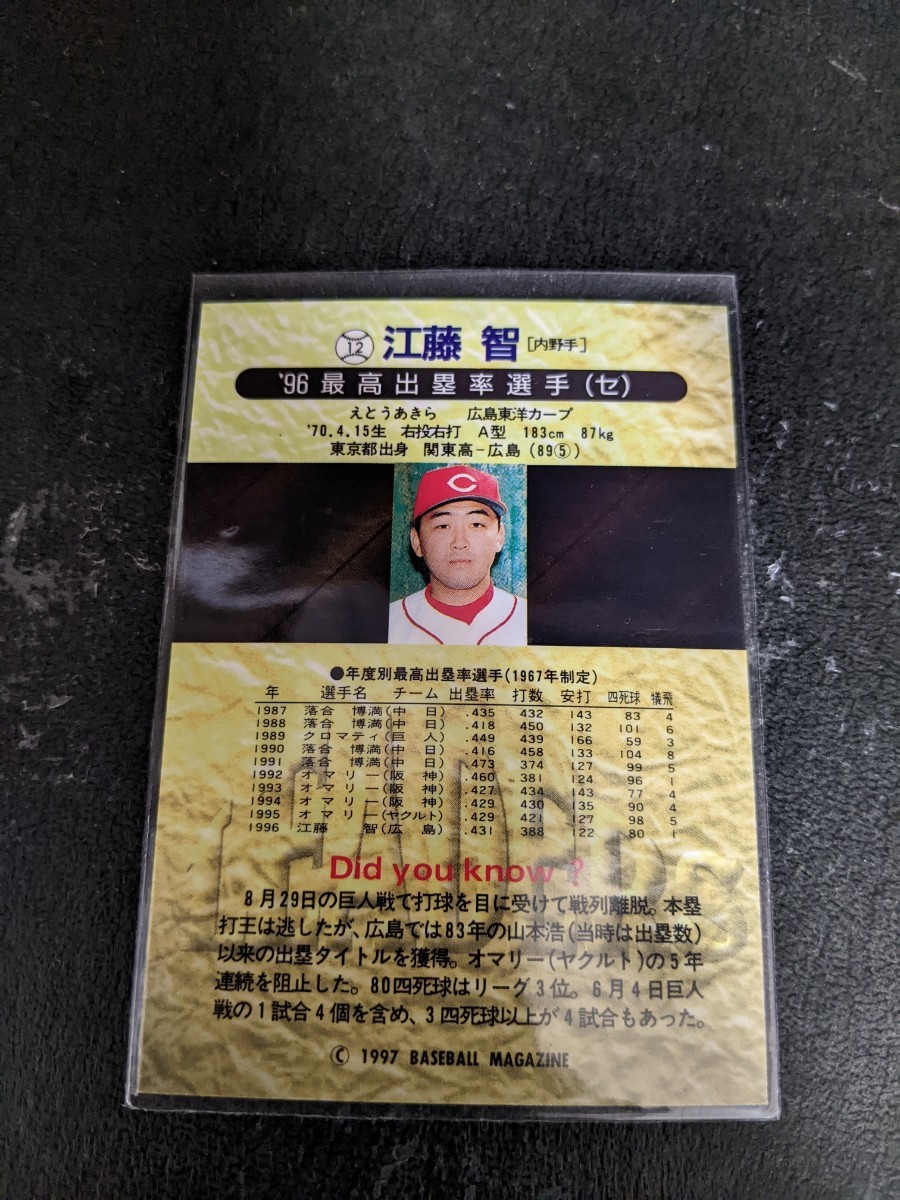 12 江藤 智 [内野手]
'96 最高出塁率選手(セ)
えとうあきら 広島東洋カープ
'70.4.15生 右投右打 A型 183cm 87kg
東京都出身 関東高－広島 (89⑤)
C
●年度別最高出塁率選手(1967年制定)
年 選手名 チーム 出塁率 打数 安打 四死球 犠飛
1987 落合 博満(中 日) .435 432 143 83 4
1988 落合 博満(中 日) .418 450 132 101 6
1989 クロマティ(巨 人) .449 439 166 59 3
1990 落合 博満(中 日) .416 458 133 104 8
1991 落合 博満(中 日) .473 374 127 99 5
1992 オマリー(阪 神) .460 381 124 96 1
1993 オマリー(阪 神) .427 434 143 77 4
1994 オマリー(阪 神) .429 430 135 90 4
1995 オマリー(ヤクルト) .429 421 127 98 5
1996 江藤 智(広 島) .431 388 122 80 1
Did you know ?
8月29日の巨人戦で打球を目に受けて戦列離脱。本塁
打王は逃したが、広島では83年の山本浩(当時は出塁数)
以来の出塁タイトルを獲得。オマリー(ヤクルト)の5年
連続を阻止した。80四死球はリーグ3位。6月4日巨人
戦の1試合4個を含め、3四死球以上が4試合もあった。
© 1997 BASEBALL MAGAZINE